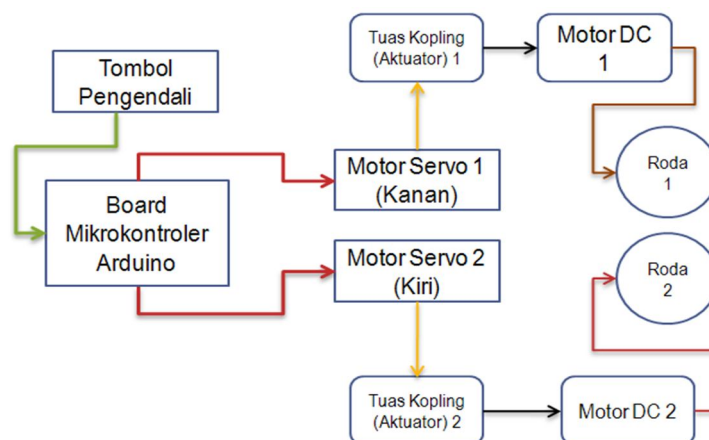 Tombol
Pengendali
Tuas Kopling
(Aktuator) 1
Motor DC
1
Board
Mikrokontroler
Arduino
Motor Servo 1
(Kanan)
Roda
1
Motor Servo 2
(Kiri)
Roda
2
Tuas Kopling
(Aktuator) 2
Motor DC 2